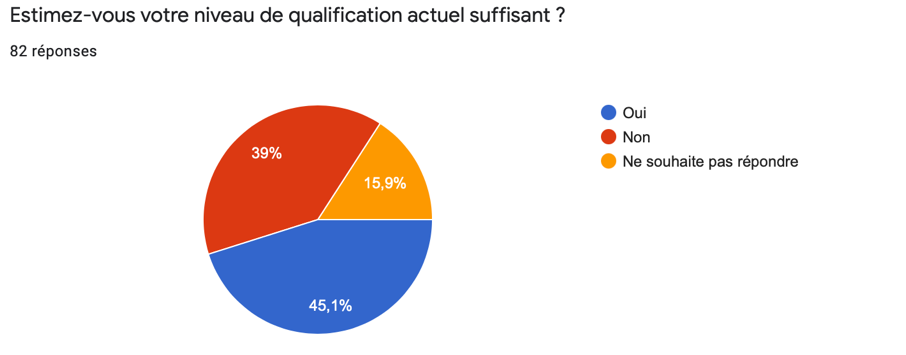 Estimez-vous votre niveau de qualification actuel suffisant ?
82 réponses
Oui
Non
Ne souhaite pas répondre
39%
15,9%
45,1%